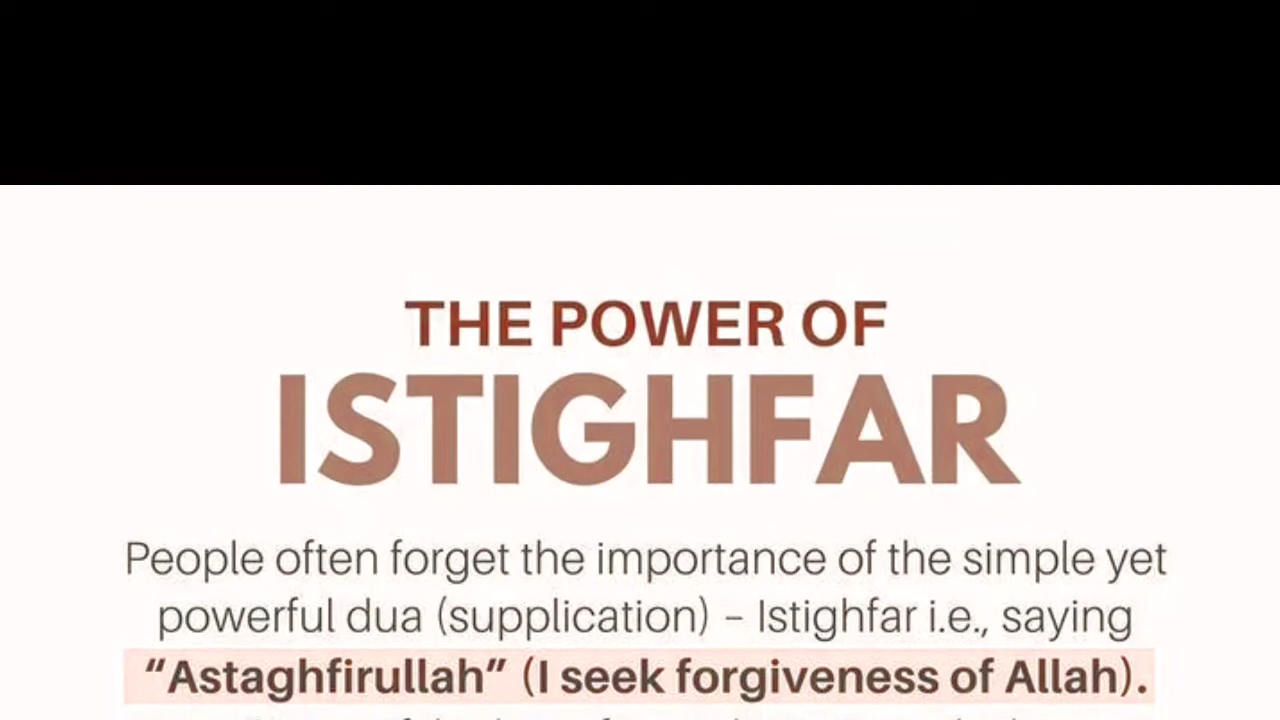 THE POWER OF
ISTIGHFAR
People often forget the importance of the simple yet
powerful dua (supplication) – Istighfar i.e., saying
“Astaghfirullah” (I seek forgiveness of Allah).